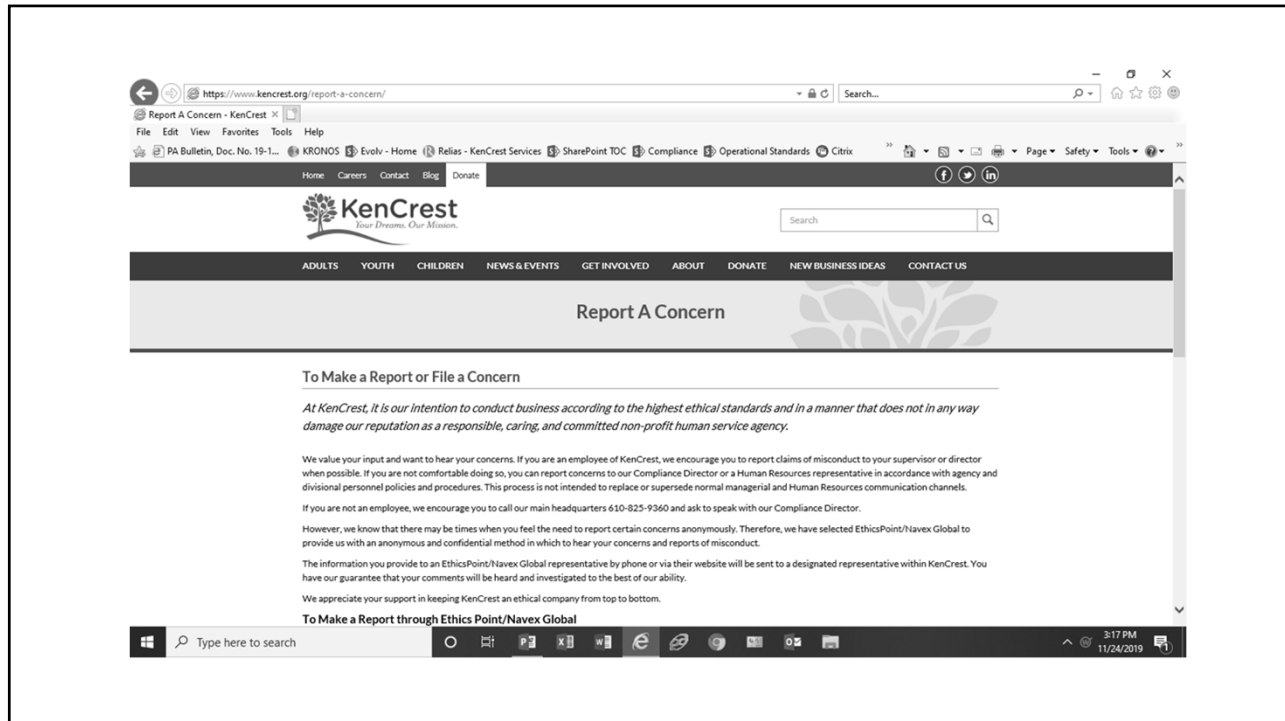 https://www.kencrest.org/report-a-concern/
Search...
Report A Concern - KenCrest
File Edit View Favorites Tools Help
PA Bulletin, Doc. No. 19-1... KRONOS Evolv - Home Relias - KenCrest Services SharePoint TOC Compliance Operational Standards Citrix Page Safety Tools
Home Careers Contact Blog Donate
KenCrest
Your Dreams. Our Mission.
Search
ADULTS YOUTH CHILDREN NEWS & EVENTS GET INVOLVED ABOUT DONATE NEW BUSINESS IDEAS CONTACT US
Report A Concern
To Make a Report or File a Concern
At KenCrest, it is our intention to conduct business according to the highest ethical standards and in a manner that does not in any way
damage our reputation as a responsible, caring, and committed non-profit human service agency.
We value your input and want to hear your concerns. If you are an employee of KenCrest, we encourage you to report claims of misconduct to your supervisor or director
when possible. If you are not comfortable doing so, you can report concerns to our Compliance Director or a Human Resources representative in accordance with agency and
divisional personnel policies and procedures. This process is not intended to replace or supersede normal managerial and Human Resources communication channels.
If you are not an employee, we encourage you to call our main headquarters 610-825-9360 and ask to speak with our Compliance Director.
However, we know that there may be times when you feel the need to report certain concerns anonymously. Therefore, we have selected EthicsPoint/Navex Global to
provide us with an anonymous and confidential method in which to hear your concerns and reports of misconduct.
The information you provide to an EthicsPoint/Navex Global representative by phone or via their website will be sent to a designated representative within KenCrest. You
have our guarantee that your comments will be heard and investigated to the best of our ability.
We appreciate your support in keeping KenCrest an ethical company from top to bottom.
To Make a Report through Ethics Point/Navex Global
Type here to search
3:17 PM
11/24/2019